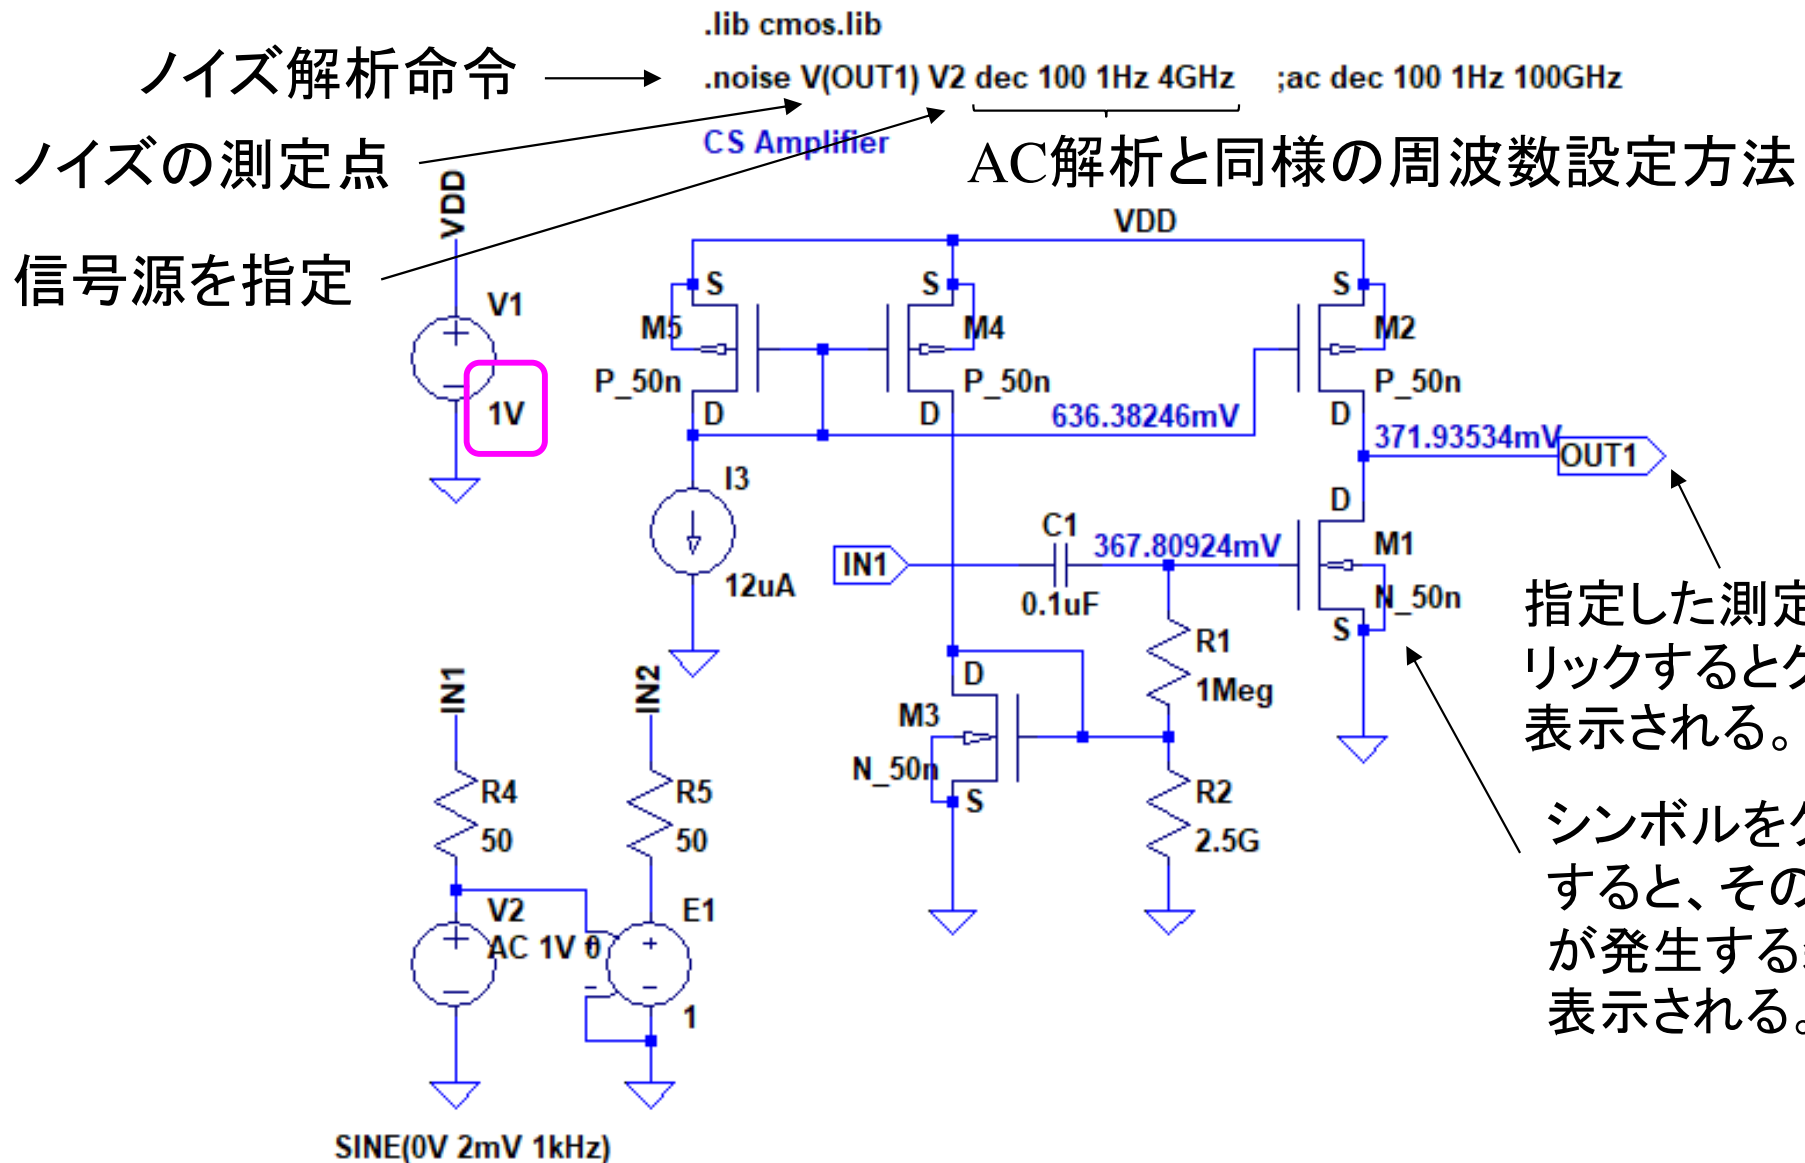 .lib cmos.lib
ノイズ解析命令
.noise V(OUT1) V2 dec 100 1Hz 4GHz ;ac dec 100 1Hz 100GHz
ノイズの測定点
CS Amplifier
AC解析と同様の周波数設定方法
VDD
VDD
信号源を指定
V1
1V
S
M5
P_50n
D
S
M4
P_50n
D
S
M2
P_50n
D
636.38246mV
371.93534mV
OUT1
I3
12uA
IN1
C1
0.1uF
367.80924mV
D
M1
N_50n
S
指定した測定
リックするとグ
表示される。
R1
1Meg
D
M3
N_50n
S
R2
2.5G
IN1
IN2
R4
50
R5
50
V2
AC 1V 0
E1
+
-
+
-
1
シンボルをク
すると、その
が発生する
表示される。
SINE(0V 2mV 1kHz)